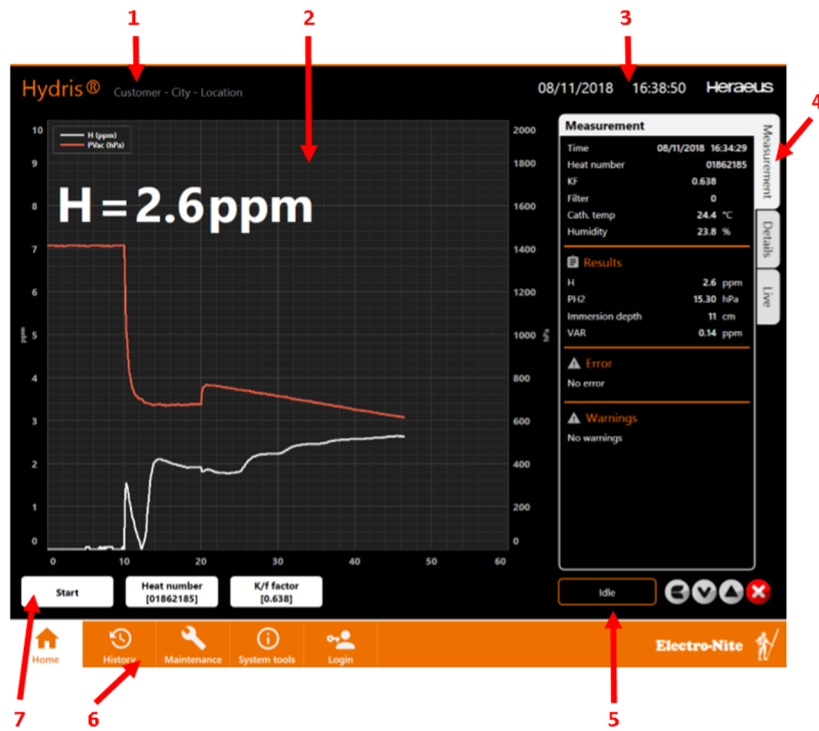 1
2
3
4
Hydris®
Customer - City - Location
08/11/2018 16:38:50 Heraeus
H (ppm)
PVac (hPa)
H = 2.6 ppm
10
9
8
7
6
5
4
3
2
1
0
ppm
2000
1800
1600
1400
1200
1000
800
600
400
200
0
hPa
0 10 20 30 40 50 60
Measurement
Time 08/11/2018 16:34:29
Heat number 01862185
KF 0.638
Filter 0
Cath. temp 24.4 °C
Humidity 23.8 %
Results
H 2.6 ppm
PH2 15.30 hPa
Immersion depth 11 cm
VAR 0.14 ppm
Error
No error
Warnings
No warnings
Measurement
Details
Live
Start
Heat number
[01862185]
K/f factor
[0.638]
Idle
Home
History
Maintenance
System tools
Login
Electro-Nite
7
6
5